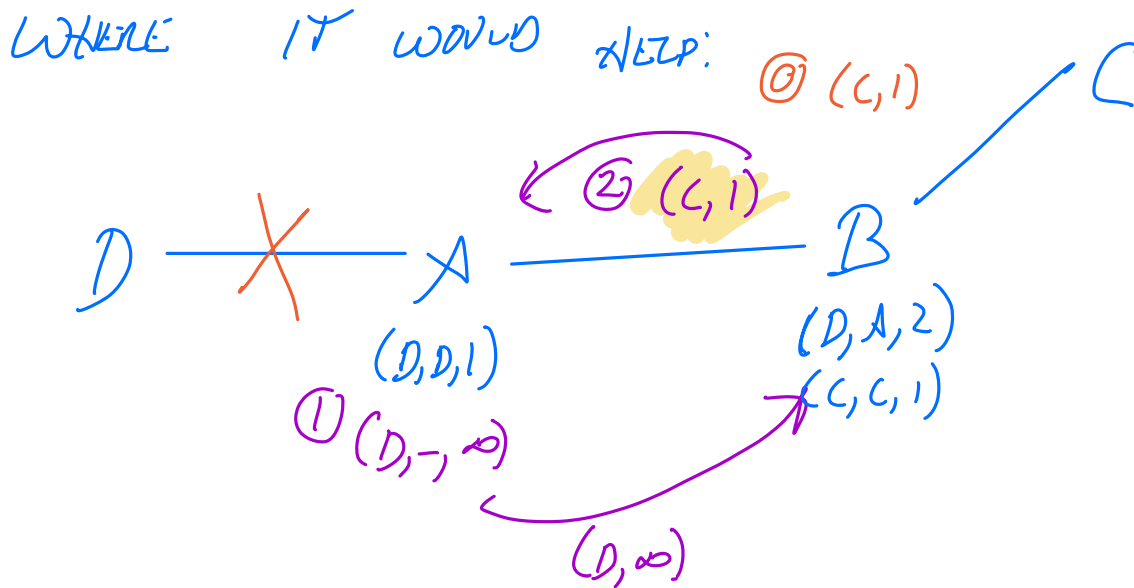 WHERE IT WOULD HELP:
⓪ (C,1)
C
② (C,1)
D A B
(D,A,2)
(D,D,1)
(C,C,1)
① (D,-,∞)
(D,∞)